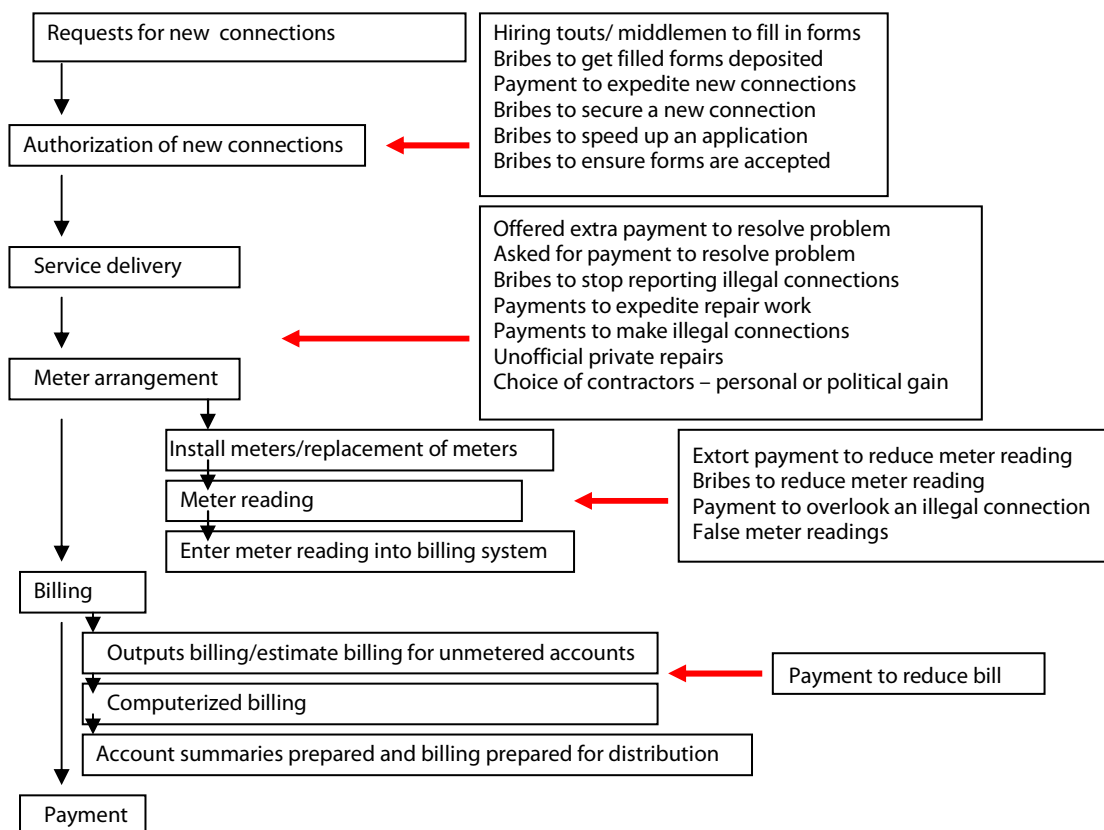 Requests for new connections
Hiring touts/ middlemen to fill in forms
Bribes to get filled forms deposited
Payment to expedite new connections
Bribes to secure a new connection
Bribes to speed up an application
Bribes to ensure forms are accepted
Authorization of new connections
Offered extra payment to resolve problem
Asked for payment to resolve problem
Bribes to stop reporting illegal connections
Payments to expedite repair work
Payments to make illegal connections
Unofficial private repairs
Choice of contractors – personal or political gain
Service delivery
Meter arrangement
Install meters/replacement of meters
Meter reading
Enter meter reading into billing system
Extort payment to reduce meter reading
Bribes to reduce meter reading
Payment to overlook an illegal connection
False meter readings
Billing
Outputs billing/estimate billing for unmetered accounts
Computerized billing
Account summaries prepared and billing prepared for distribution
Payment to reduce bill
Payment